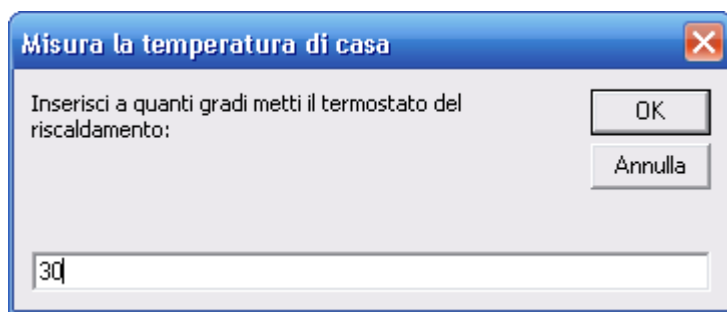 Misura la temperatura di casa
Inserisci a quanti gradi metti il termostato del
riscaldamento:
OK
Annulla
30